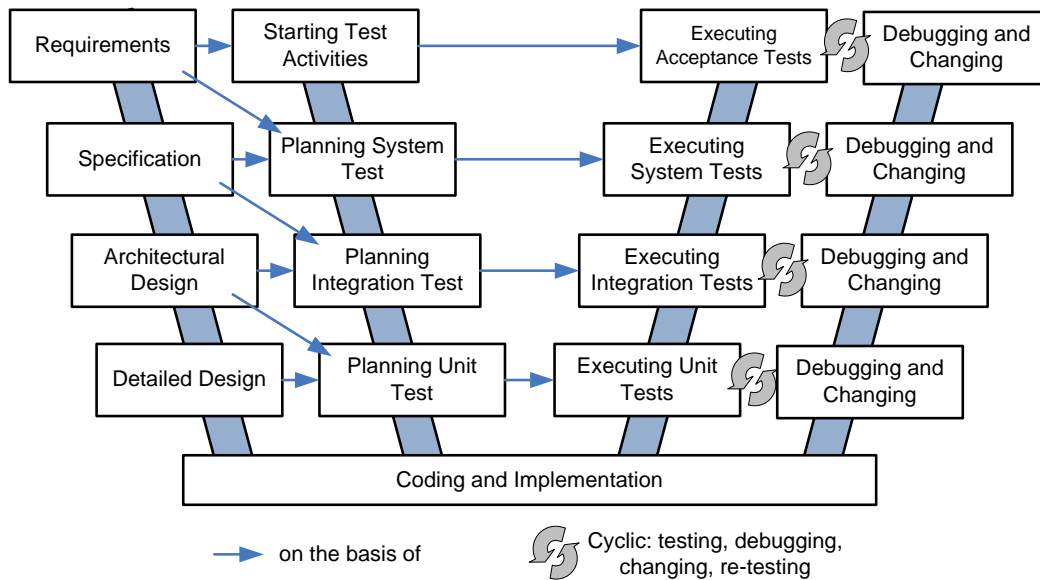 Requirements
Starting Test
Activities
Executing
Acceptance Tests
Debugging and
Changing
Specification
Planning System
Test
Executing
System Tests
Debugging and
Changing
Architectural
Design
Planning
Integration Test
Executing
Integration Tests
Debugging and
Changing
Detailed Design
Planning Unit
Test
Executing Unit
Tests
Debugging and
Changing
Coding and Implementation
on the basis of
Cyclic: testing, debugging,
changing, re-testing